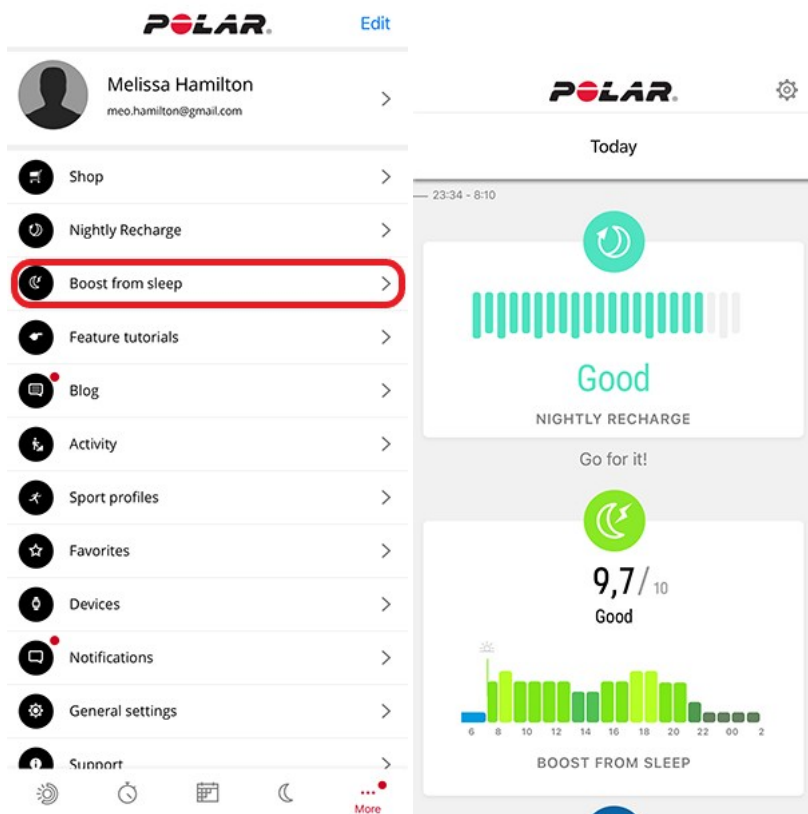 POLAR.
Edit
Melissa Hamilton
meo.hamilton@gmail.com
Shop
Nightly Recharge
Boost from sleep
Feature tutorials
Blog
Activity
Sport profiles
Favorites
Devices
Notifications
General settings
Support
More
POLAR.
Today
23:34 - 8:10
Good
NIGHTLY RECHARGE
Go for it!
9,7/10
Good
6 8 10 12 14 16 18 20 22 00 2
BOOST FROM SLEEP